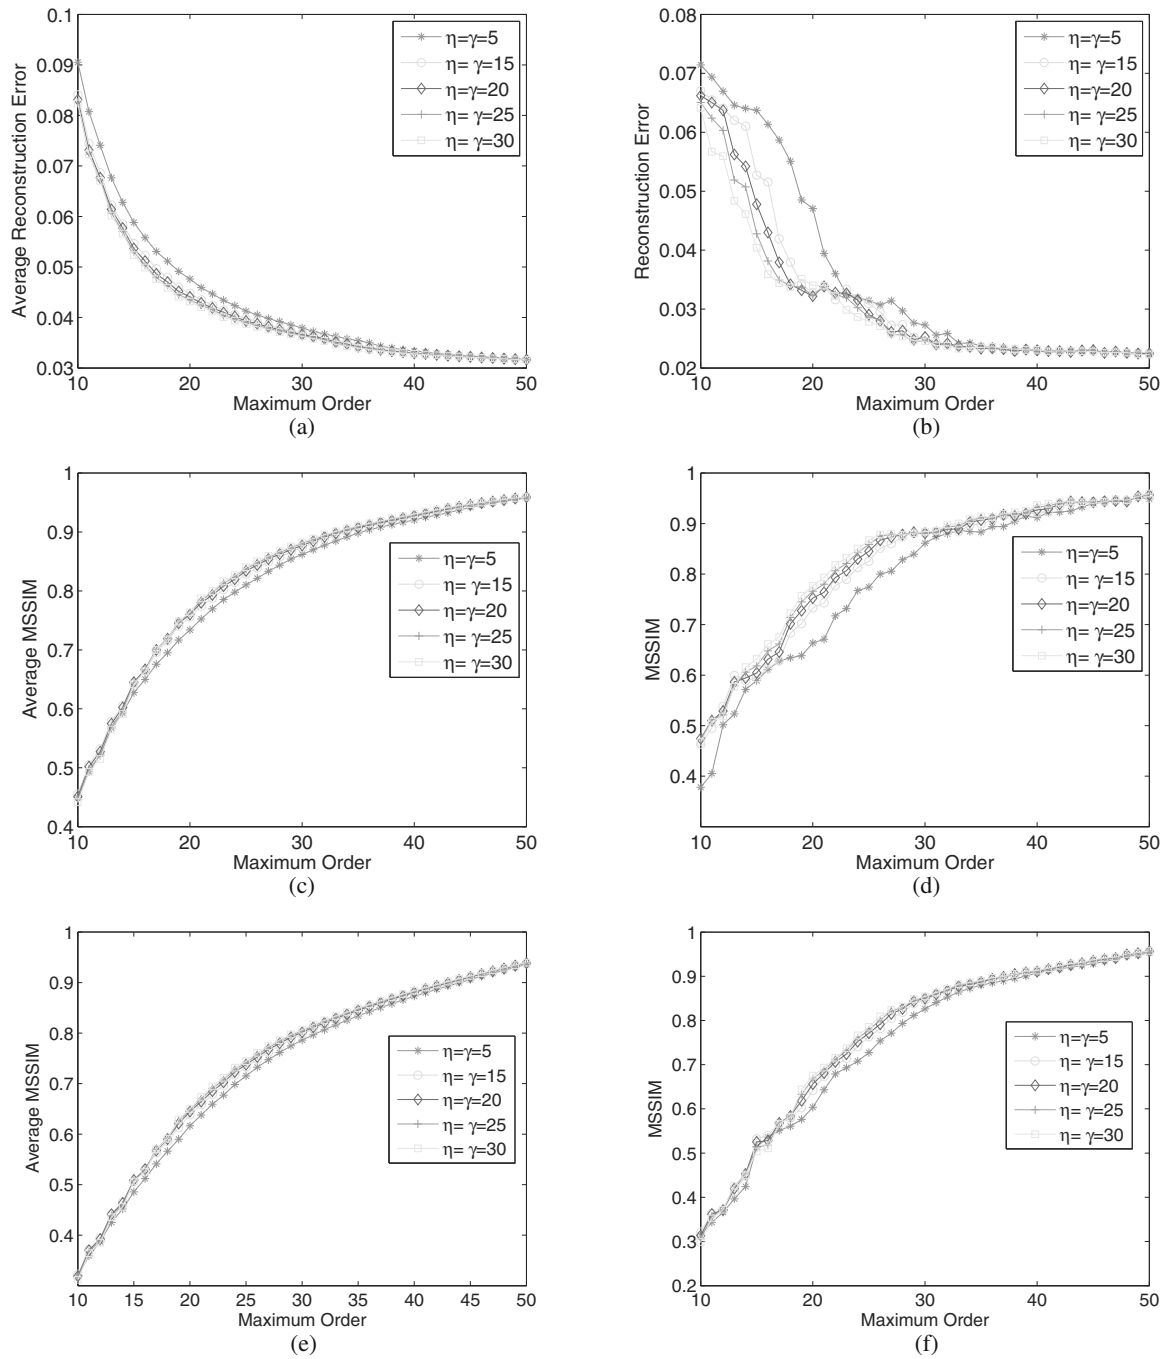 0.1
0.09
0.08
0.07
0.06
0.05
0.04
0.03
Average Reconstruction Error
η=γ=5
η= γ=15
η=γ=20
η= γ=25
η= γ=30
10 20 30 40 50
Maximum Order
(a)
0.08
0.07
0.06
0.05
0.04
0.03
0.02
Reconstruction Error
η=γ=5
η= γ=15
η=γ=20
η= γ=25
η= γ=30
10 20 30 40 50
Maximum Order
(b)
1
0.9
0.8
0.7
0.6
0.5
0.4
Average MSSIM
η=γ=5
η= γ=15
η=γ=20
η= γ=25
η= γ=30
10 20 30 40 50
Maximum Order
(c)
1
0.9
0.8
0.7
0.6
0.5
0.4
MSSIM
η=γ=5
η= γ=15
η=γ=20
η= γ=25
η= γ=30
10 20 30 40 50
Maximum Order
(d)
1
0.9
0.8
0.7
0.6
0.5
0.4
Average MSSIM
η=γ=5
η= γ=15
η=γ=20
η= γ=25
η= γ=30
10 15 20 25 30 35 40 45 50
Maximum Order
(e)
1
0.9
0.8
0.7
0.6
0.5
0.4
0.3
0.2
MSSIM
η=γ=5
η= γ=15
η=γ=20
η= γ=25
η= γ=30
10 20 30 40 50
Maximum Order
(f)